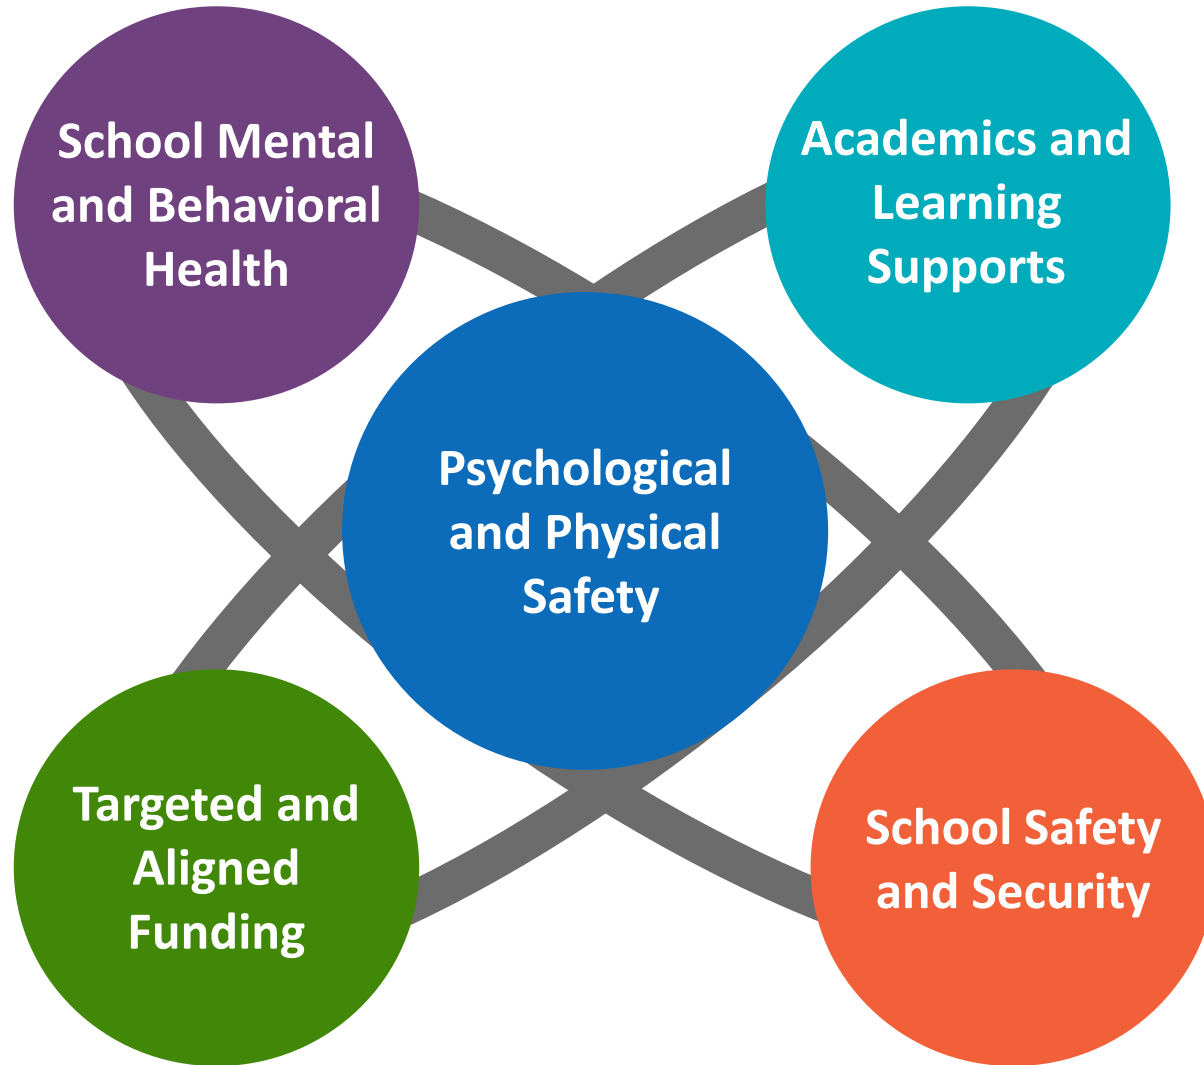 School Mental
and Behavioral
Health
Academics and
Learning
Supports
Psychological
and Physical
Safety
Targeted and
Aligned
Funding
School Safety
and Security